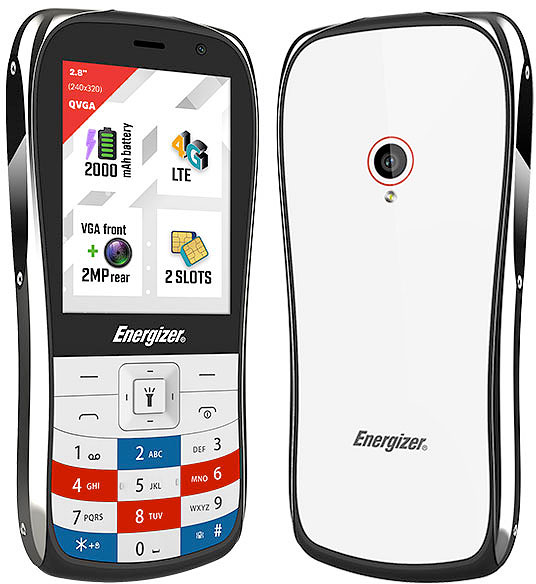 2.8"
(240x320)
QVGA
2000 mAh battery
4G
LTE
VGA front
+
2MP rear
2 SLOTS
Energizer®
1
2 ABC
DEF 3
4 GHI
5 JKL
MNO 6
7 PQRS
8 TUV
WXYZ 9
* +
0
#
Energizer®